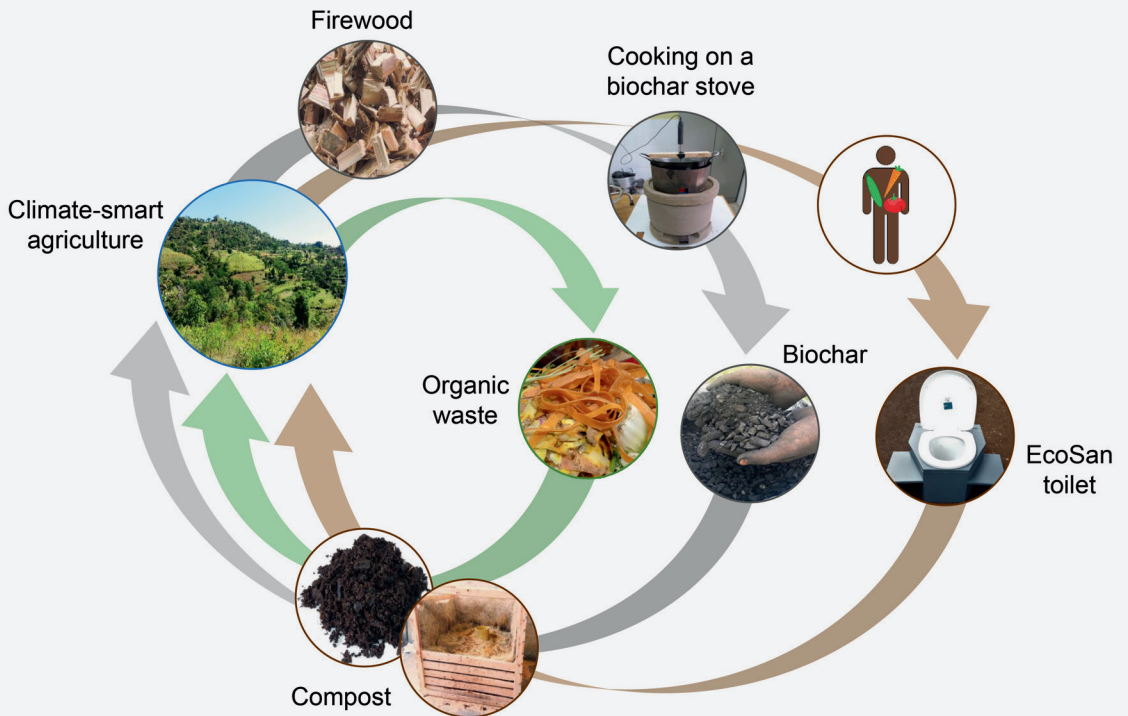 Firewood
Cooking on a
biochar stove
Climate-smart
agriculture
Organic
waste
Biochar
EcoSan
toilet
Compost